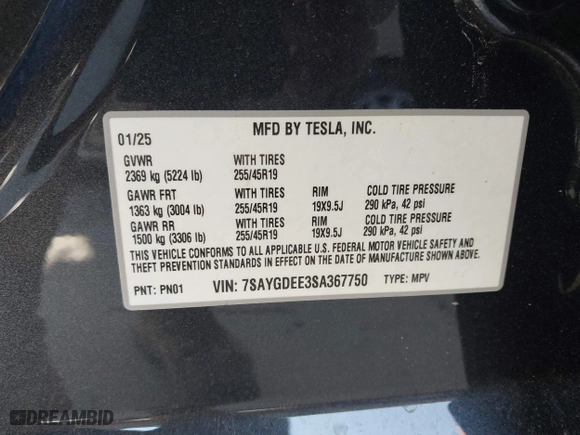 MFD BY TESLA, INC.
01/25
GVWR WITH TIRES
2369 kg (5224 lb) 255/45R19
GAWR FRT WITH TIRES RIM COLD TIRE PRESSURE
1363 kg (3004 lb) 255/45R19 19X9.5J 290 kPa, 42 psi
GAWR RR WITH TIRES RIM COLD TIRE PRESSURE
1500 kg (3306 lb) 255/45R19 19X9.5J 290 kPa, 42 psi
THIS VEHICLE CONFORMS TO ALL APPLICABLE U.S. FEDERAL MOTOR VEHICLE SAFETY AND
THEFT PREVENTION STANDARDS IN EFFECT ON THE DATE OF MANUFACTURE SHOWN ABOVE.
PNT: PN01 VIN: 7SAYGDEE3SA367750 TYPE: MPV
DREAMBID